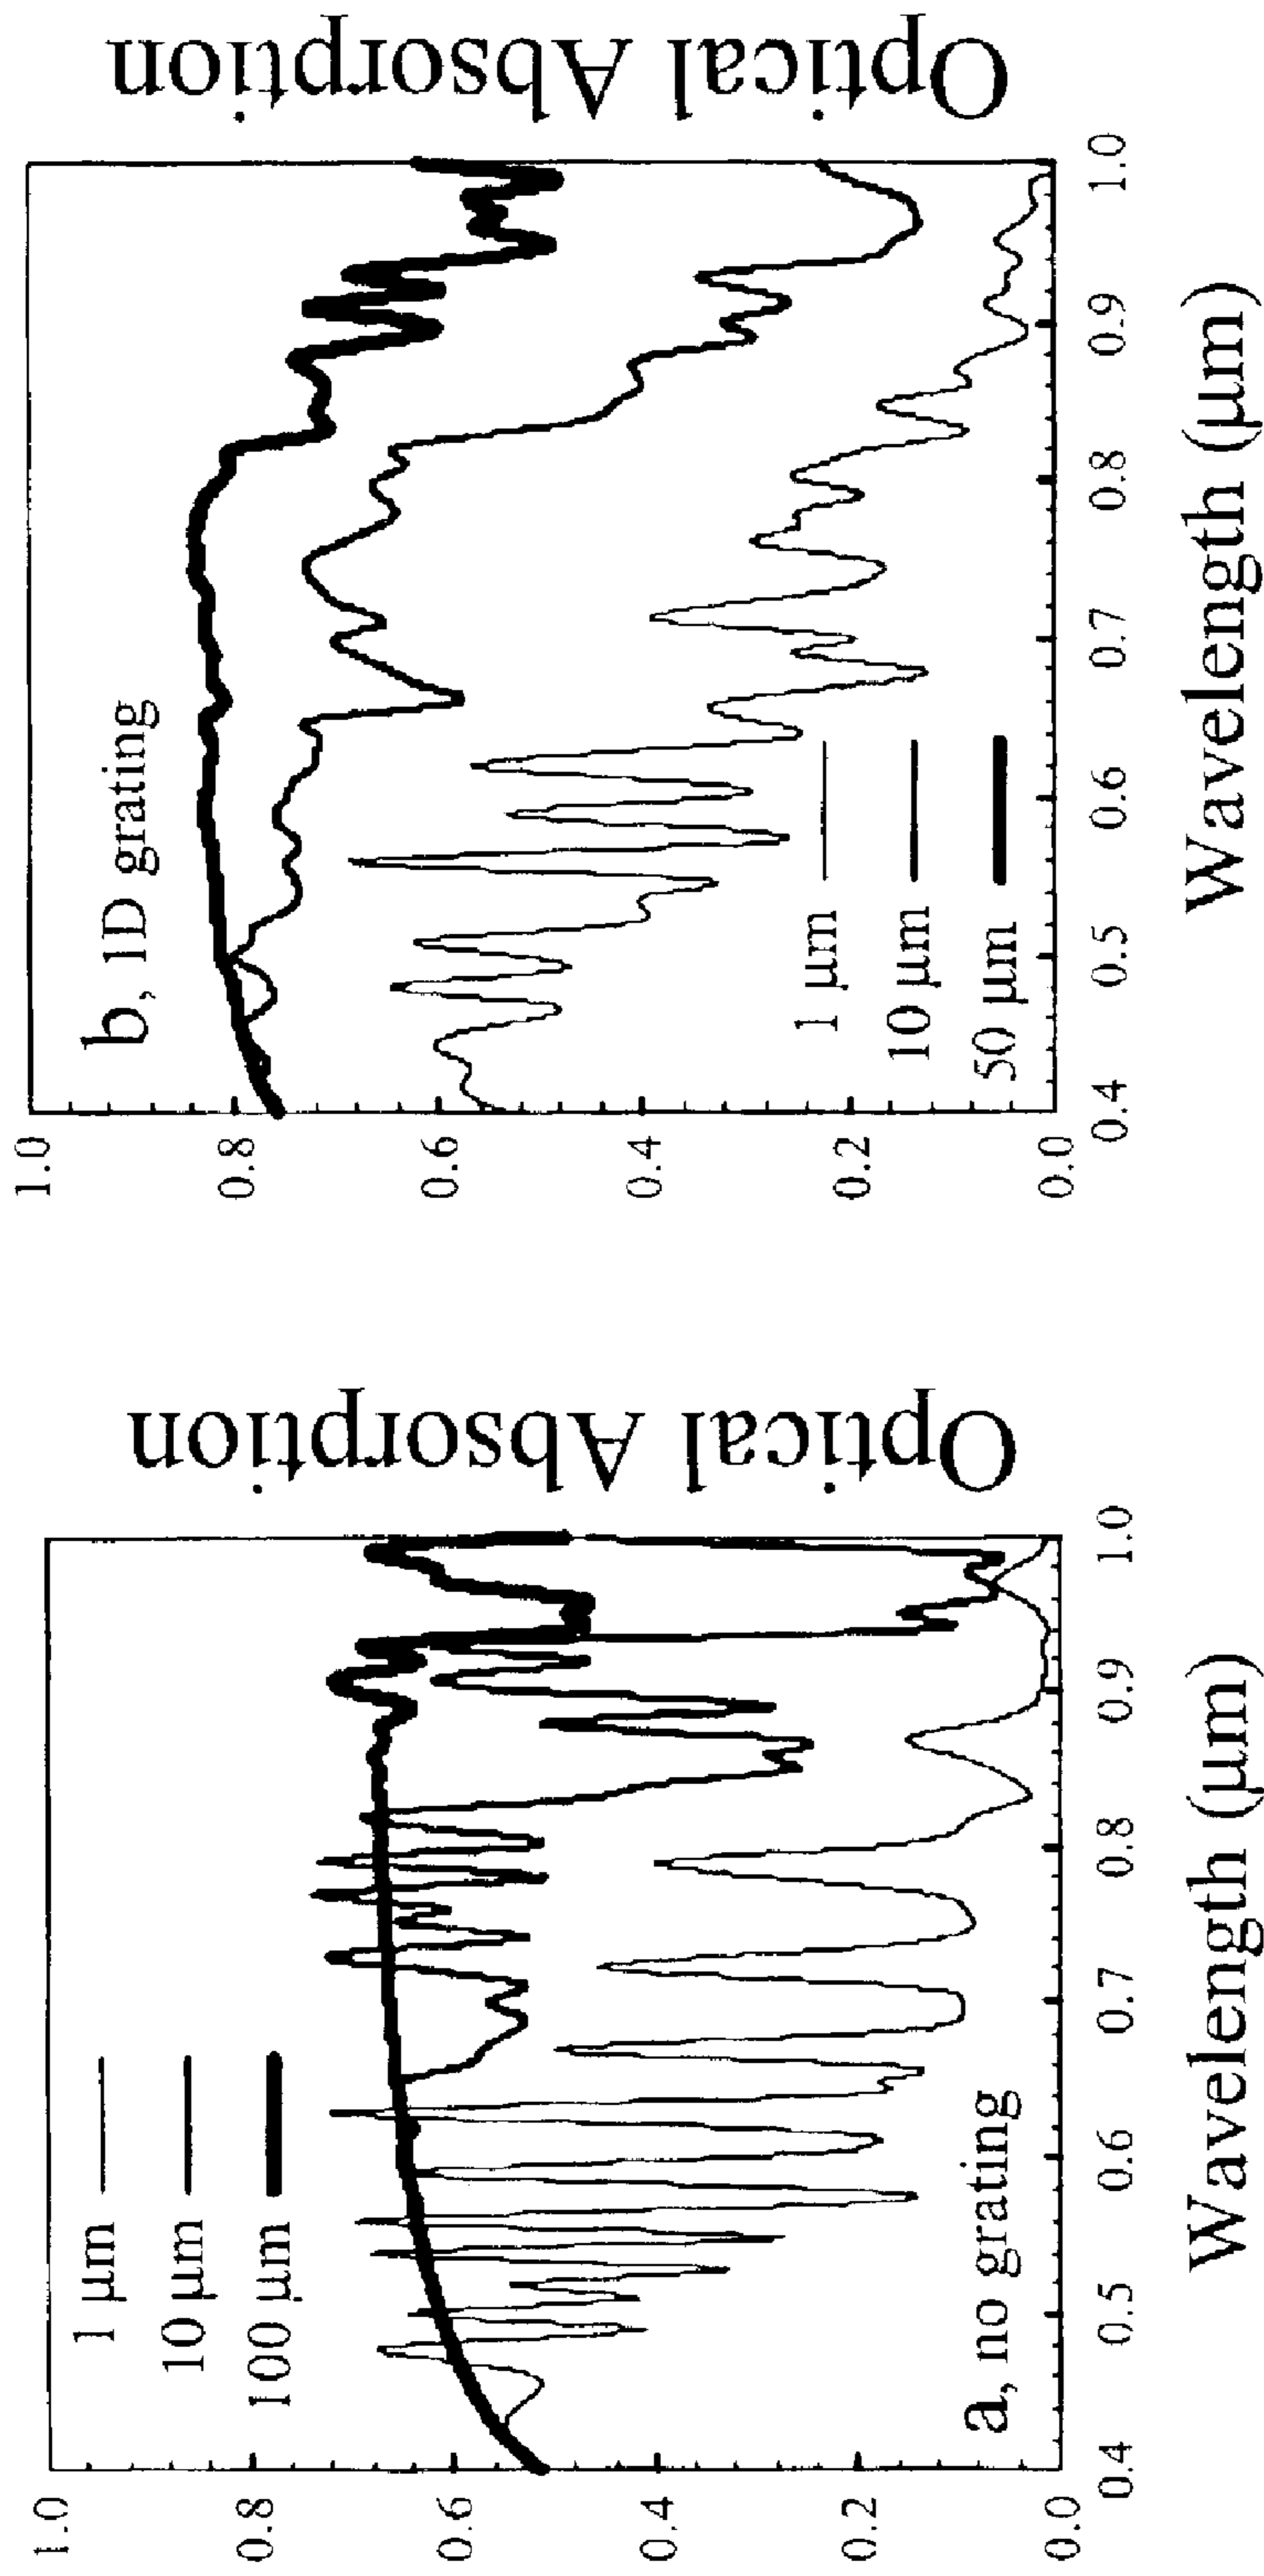 1.0
0.8
0.6
0.4
0.2
0.0
1 μm
10 μm
100 μm
a, no grating
0.4 0.5 0.6 0.7 0.8 0.9 1.0
Wavelength (μm)
Optical Absorption
1.0
0.8
0.6
0.4
0.2
0.0
b, 1D grating
1 μm
10 μm
50 μm
0.4 0.5 0.6 0.7 0.8 0.9 1.0
Wavelength (μm)
Optical Absorption